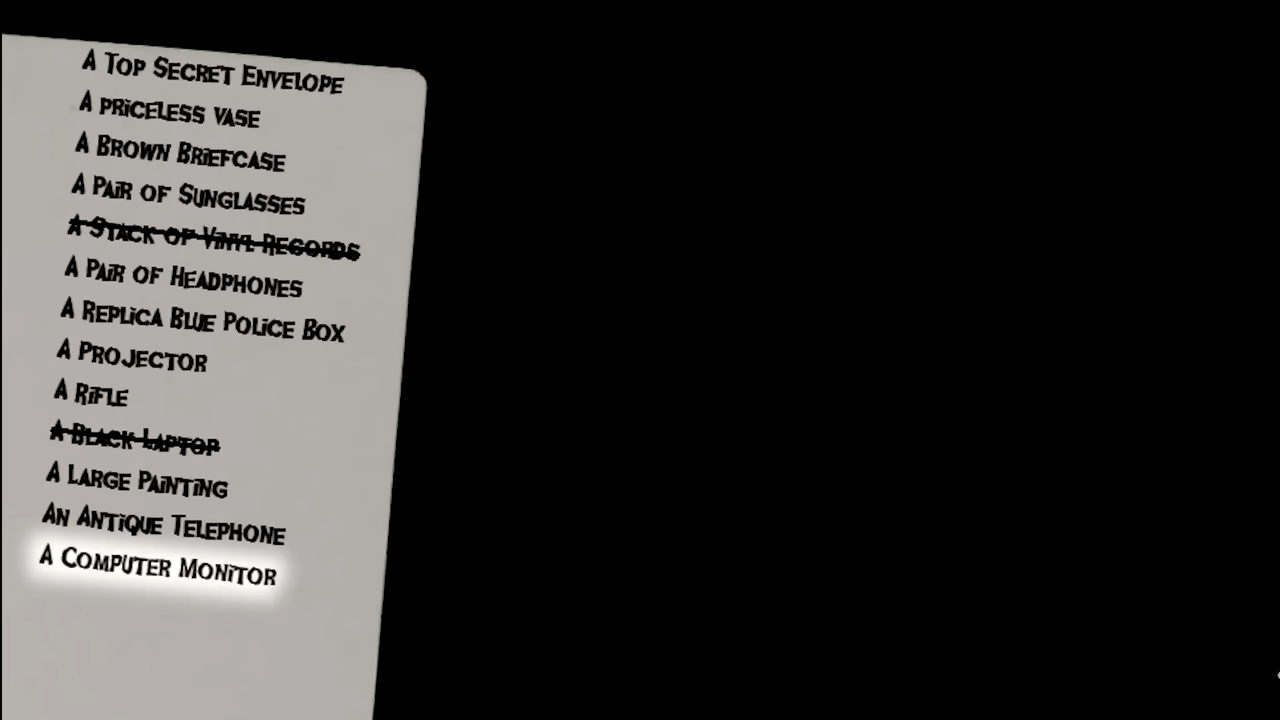 A Top Secret Envelope
A priceless vase
A Brown Briefcase
A Pair of Sunglasses
A Stack of Vinyl Records
A Pair of Headphones
A Replica Blue Police Box
A Projector
A Rifle
A Black Laptop
A Large Painting
An Antique Telephone
A Computer Monitor